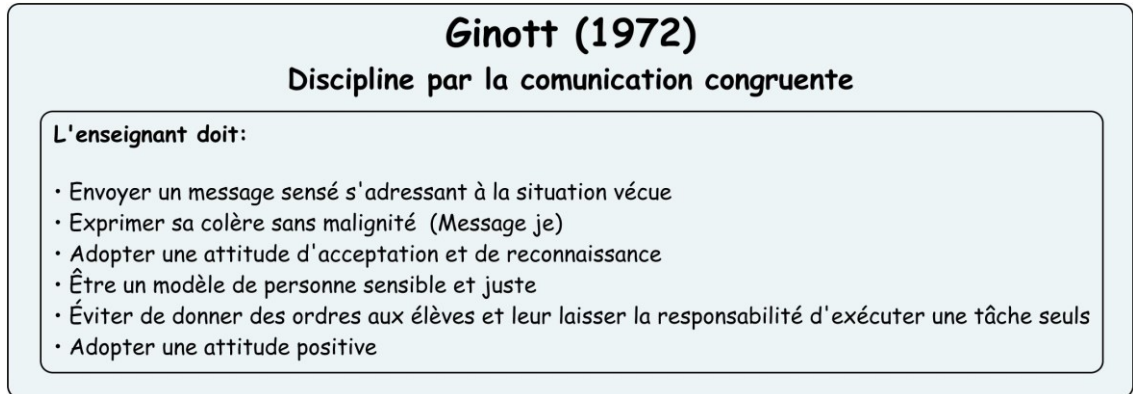 Ginott (1972)
Discipline par la comunication congruente
L'enseignant doit:
• Envoyer un message sensé s'adressant à la situation vécue
• Exprimer sa colère sans malignité (Message je)
• Adopter une attitude d'acceptation et de reconnaissance
• Être un modèle de personne sensible et juste
• Éviter de donner des ordres aux élèves et leur laisser la responsabilité d'exécuter une tâche seuls
• Adopter une attitude positive